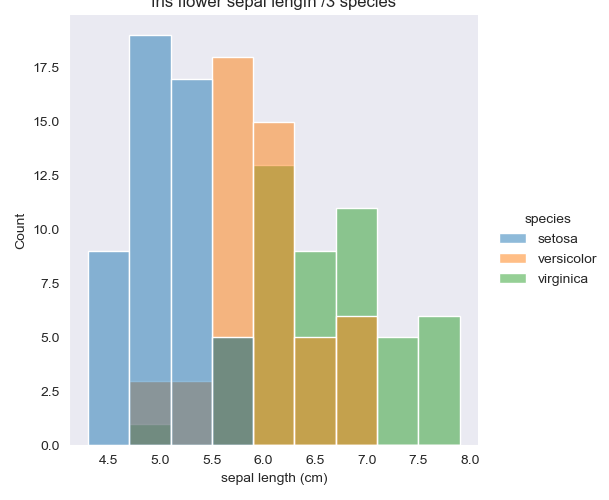 iris flower sepal length /3 species
17.5
15.0
12.5
10.0
7.5
5.0
2.5
0.0
Count
4.5 5.0 5.5 6.0 6.5 7.0 7.5 8.0
sepal length (cm)
species
setosa
versicolor
virginica